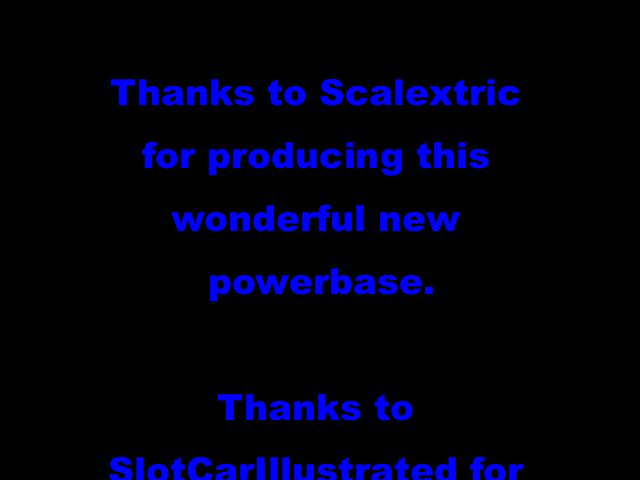 Thanks to Scalextric
for producing this
wonderful new
powerbase.
Thanks to
SlotCarIllustrated for